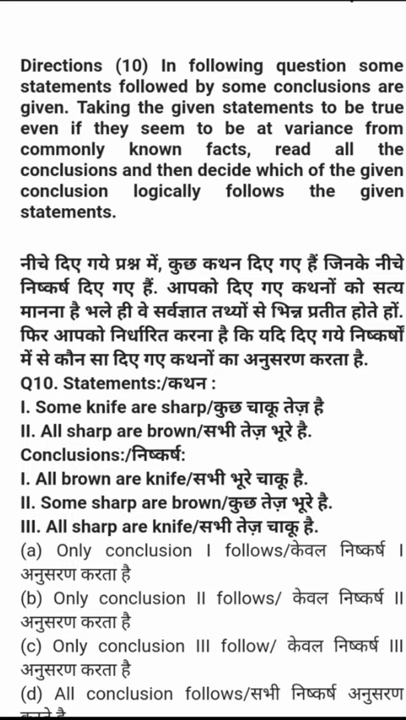 Directions (10) In following question some
statements followed by some conclusions are
given. Taking the given statements to be true
even if they seem to be at variance from
commonly known facts, read all the
conclusions and then decide which of the given
conclusion logically follows the given
statements.
नीचे दिए गये प्रश्न में, कुछ कथन दिए गए हैं जिनके नीचे
निष्कर्ष दिए गए हैं. आपको दिए गए कथनों को सत्य
मानना है भले ही वे सर्वज्ञात तथ्यों से भिन्न प्रतीत होते हों.
फिर आपको निर्धारित करना है कि यदि दिए गये निष्कर्षों
में से कौन सा दिए गए कथनों का अनुसरण करता है.
Q10. Statements:/कथन :
I. Some knife are sharp/कुछ चाकू तेज़ है
II. All sharp are brown/सभी तेज़ भूरे है.
Conclusions:/निष्कर्ष:
I. All brown are knife/सभी भूरे चाकू है.
II. Some sharp are brown/कुछ तेज़ भूरे है.
III. All sharp are knife/सभी तेज़ चाकू है.
(a) Only conclusion I follows/केवल निष्कर्ष I
अनुसरण करता है
(b) Only conclusion II follows/ केवल निष्कर्ष II
अनुसरण करता है
(c) Only conclusion III follow/ केवल निष्कर्ष III
अनुसरण करता है
(d) All conclusion follows/सभी निष्कर्ष अनुसरण